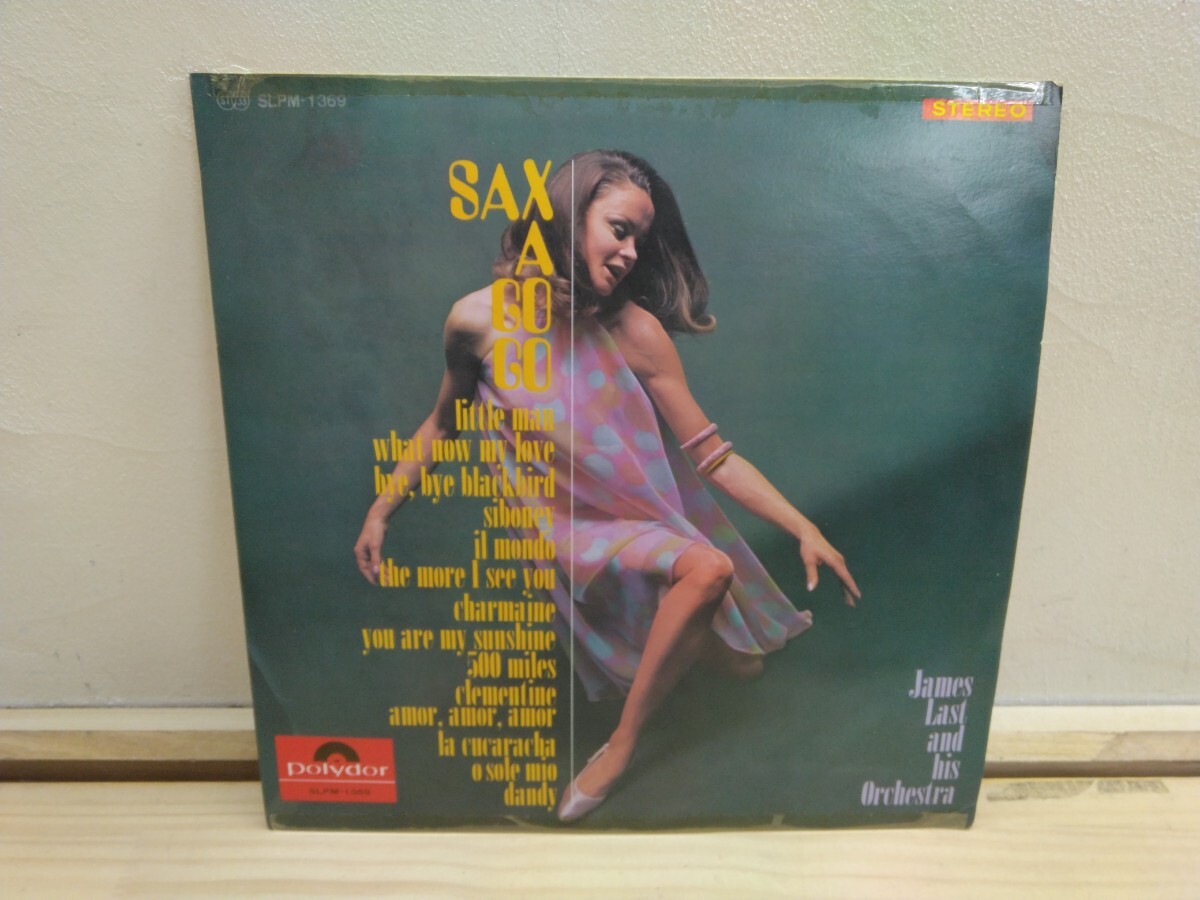 SLPM-1369
STEREO
SAX
A
GO
GO
little man
what now my love
bye, bye blackbird
siboney
il mondo
the more I see you
charmaine
you are my sunshine
500 miles
clementine
amor, amor, amor
la cucaracha
o sole mio
dandy
polydor
SLPM-1369
James
Last
and
his
Orchestra